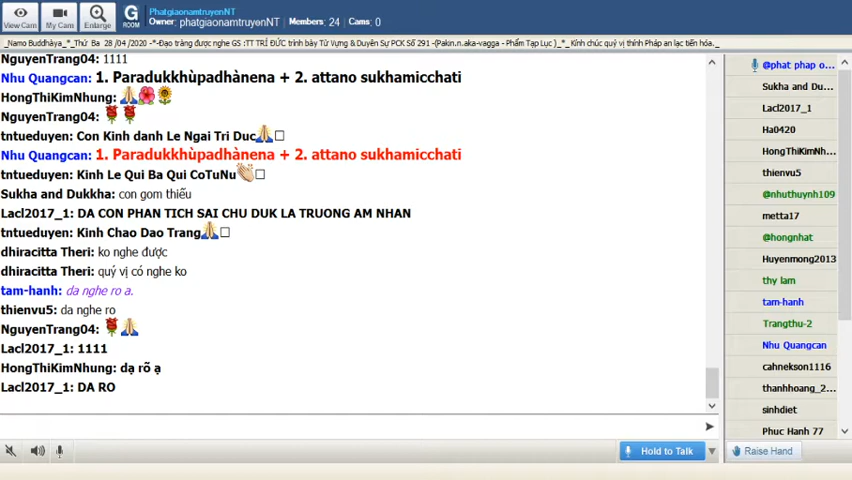 View Cam
My Cam
Enlarge
G
ROOM
PhatgiaonamtruyenNT
Owner: phatgiaonamtruyenNT Members: 24 Cams: 0
_Namo Buddhàya_*_Thứ Ba 28 /04 /2020 -*-Đạo tràng được nghe GS :TT TRÍ ĐỨC trình bày Từ Vựng & Duyên Sự PCK Số 291 -(Pakin.n.aka-vagga - Phẩm Tạp Lục )_*_Kính chúc quý vị thính Pháp an lạc tiến hóa._
NguyenTrang04: 1111
Nhu Quangcan: 1. Paradukkhùpadhànena + 2. attano sukhamicchati
HongThiKimNhung:
NguyenTrang04:
tntueduyen: Con Kinh danh Le Ngai Tri Duc
Nhu Quangcan: 1. Paradukkhùpadhànena + 2. attano sukhamicchati
tntueduyen: Kinh Le Qui Ba Qui CoTuNu
Sukha and Dukkha: con gom thiếu
Lacl2017_1: DA CON PHAN TICH SAI CHU DUK LA TRUONG AM NHAN
tntueduyen: Kinh Chao Dao Trang
dhiracitta Theri: ko nghe được
dhiracitta Theri: quý vị có nghe ko
tam-hanh: da nghe ro a.
thienvu5: da nghe ro
NguyenTrang04:
Lacl2017_1: 1111
HongThiKimNhung: dạ rõ ạ
Lacl2017_1: DA RO
@phat phap o...
Sukha and Du...
Lacl2017_1
Ha0420
HongThiKimNh...
thienvu5
@nhuthuynh109
metta17
@hongnhat
Huyenmong2013
thy lam
tam-hanh
Trangthu-2
Nhu Quangcan
cahnekson1116
thanhhoang_2...
sinhdiet
Phuc Hanh 77
Hold to Talk
Raise Hand